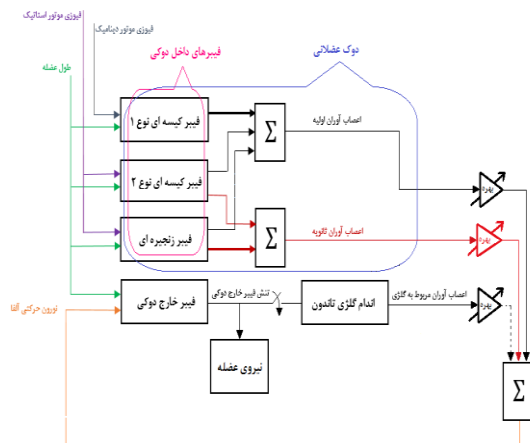 فیوزی موتور استاتیک
فیوزی موتور دینامیک
دوک عضلانی
فیبرهای داخل دوکی
طول عضله
فیبر کیسه ای نوع ۱
Σ
اعصاب آوران اولیه
فیبر کیسه ای نوع ۲
بهره
فیبر زنجیره ای
Σ
اعصاب آوران ثانویه
بهره
فیبر خارج دوکی
تنش فیبر خارج دوکی
اندام گلژی تاندون
اعصاب آوران مربوط به گلژی
بهره
نورون حرکتی آلفا
نیروی عضله
Σ